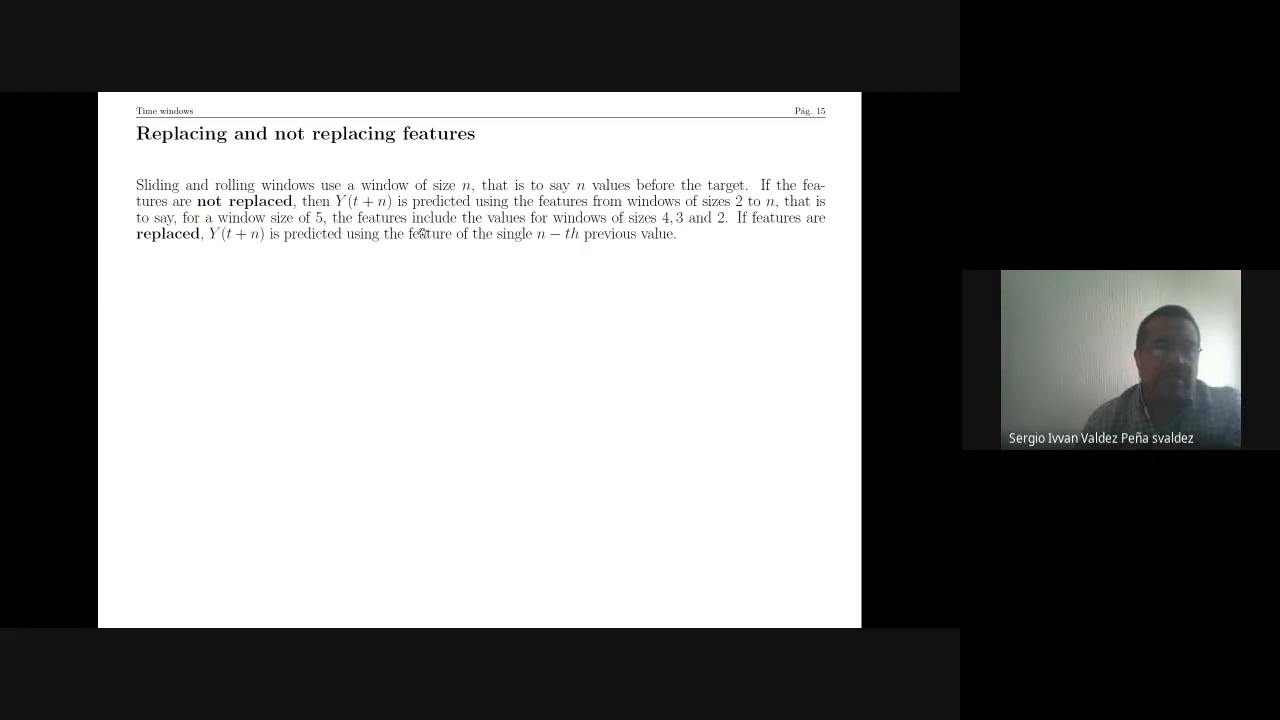 Time windows Pág. 15
Replacing and not replacing features
Sliding and rolling windows use a window of size n, that is to say n values before the target. If the fea-
tures are not replaced, then Y(t + n) is predicted using the features from windows of sizes 2 to n, that is
to say, for a window size of 5, the features include the values for windows of sizes 4, 3 and 2. If features are
replaced, Y(t + n) is predicted using the feature of the single n − th previous value.
Sergio Ivvan Valdez Peña svaldez